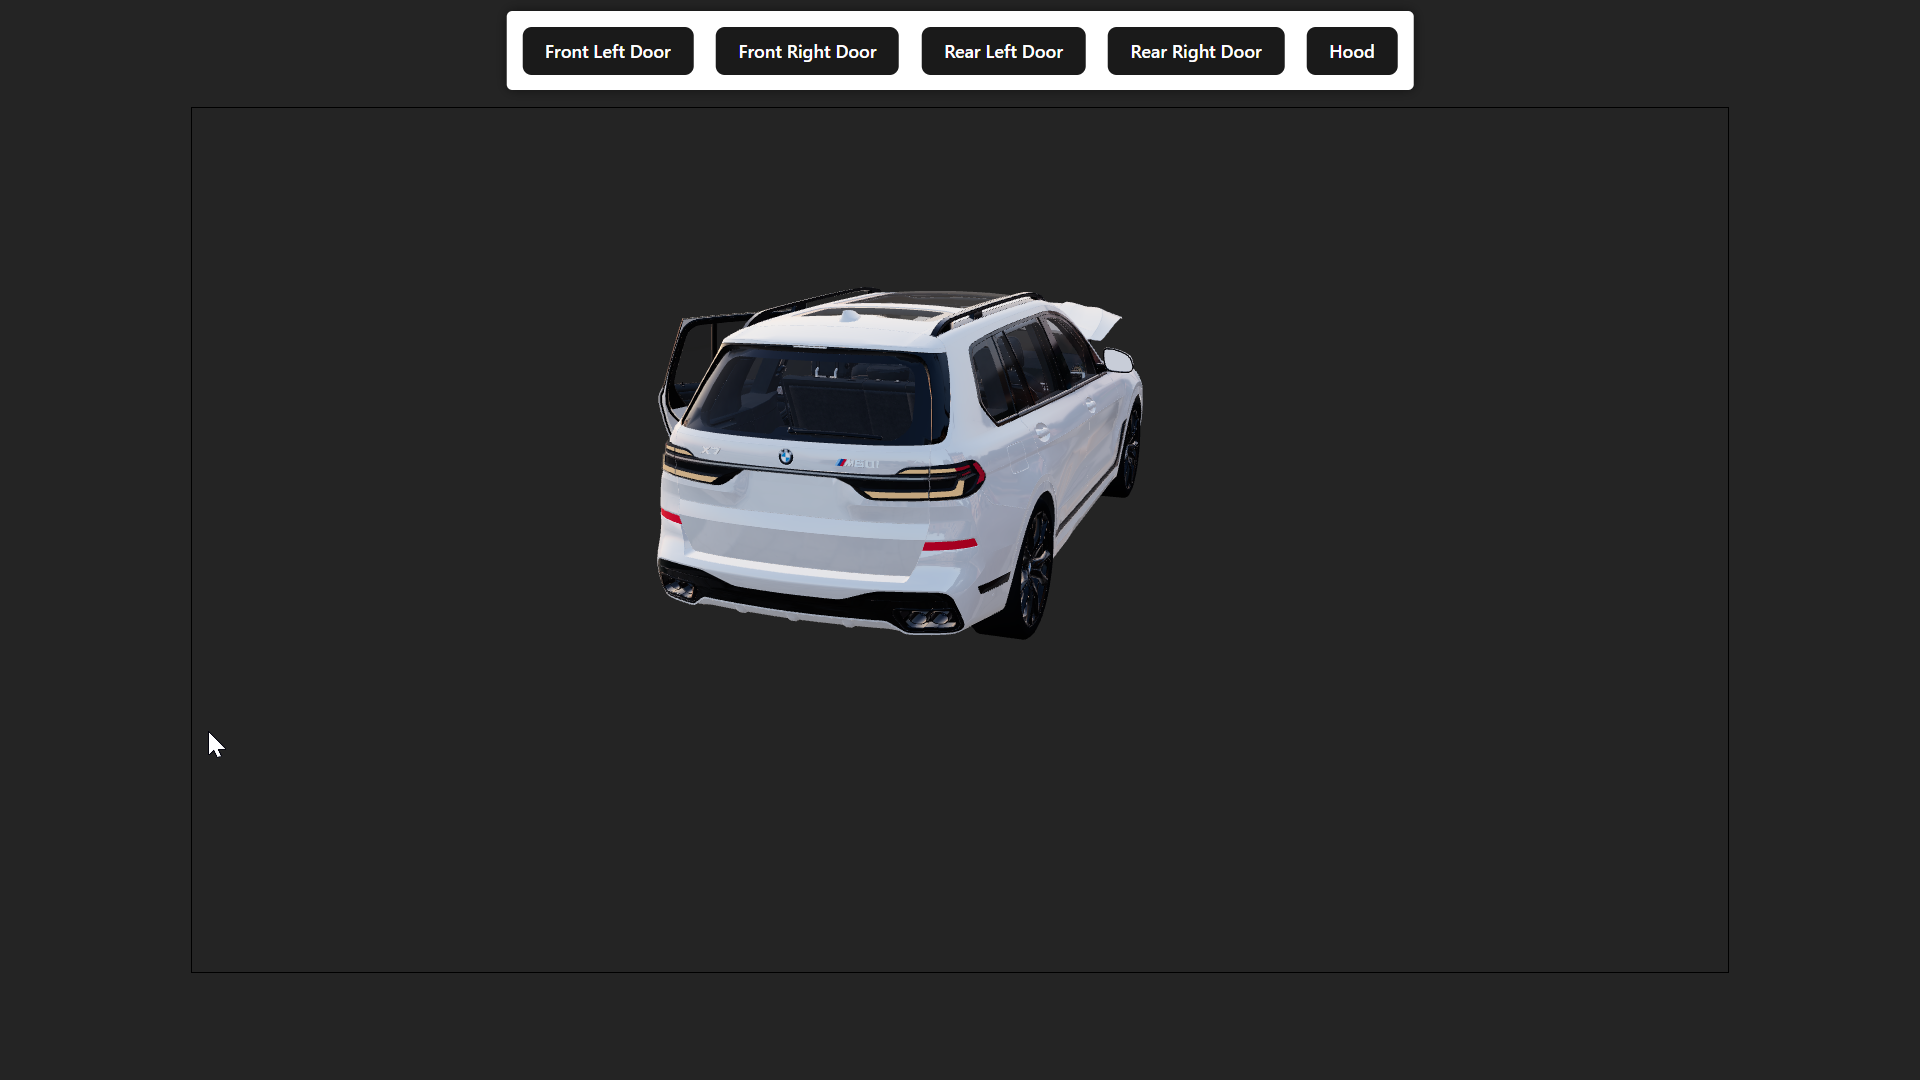 Front Left Door
Front Right Door
Rear Left Door
Rear Right Door
Hood
X7
M60i